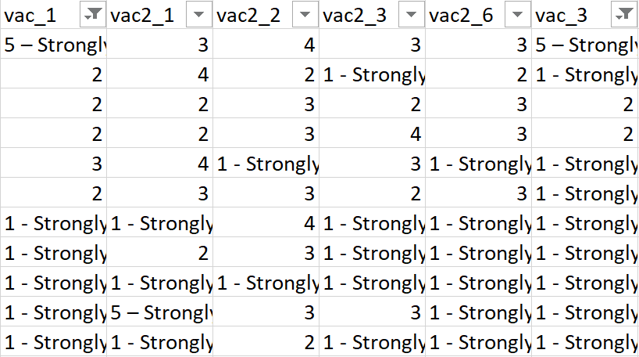 vac_1 vac2_1 vac2_2 vac2_3 vac2_6 vac_3
5 – Strongly 3 4 3 3 5 – Strongly
2 4 2 1 - Strongly 2 1 - Strongly
2 2 3 2 3 2
2 2 3 4 3 2
3 4 1 - Strongly 3 1 - Strongly 1 - Strongly
2 3 3 2 3 1 - Strongly
1 - Strongly 1 - Strongly 4 1 - Strongly 1 - Strongly 1 - Strongly
1 - Strongly 2 3 1 - Strongly 1 - Strongly 1 - Strongly
1 - Strongly 1 - Strongly 1 - Strongly 1 - Strongly 1 - Strongly 1 - Strongly
1 - Strongly 5 – Strongly 3 3 1 - Strongly 1 - Strongly
1 - Strongly 1 - Strongly 2 1 - Strongly 1 - Strongly 1 - Strongly